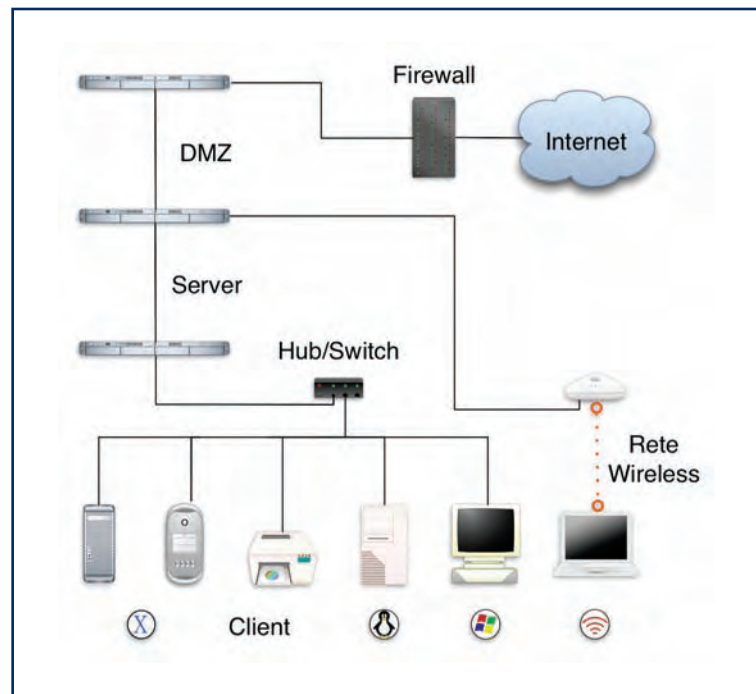 Firewall
Internet
DMZ
Server
Hub/Switch
Rete
Wireless
Client
X